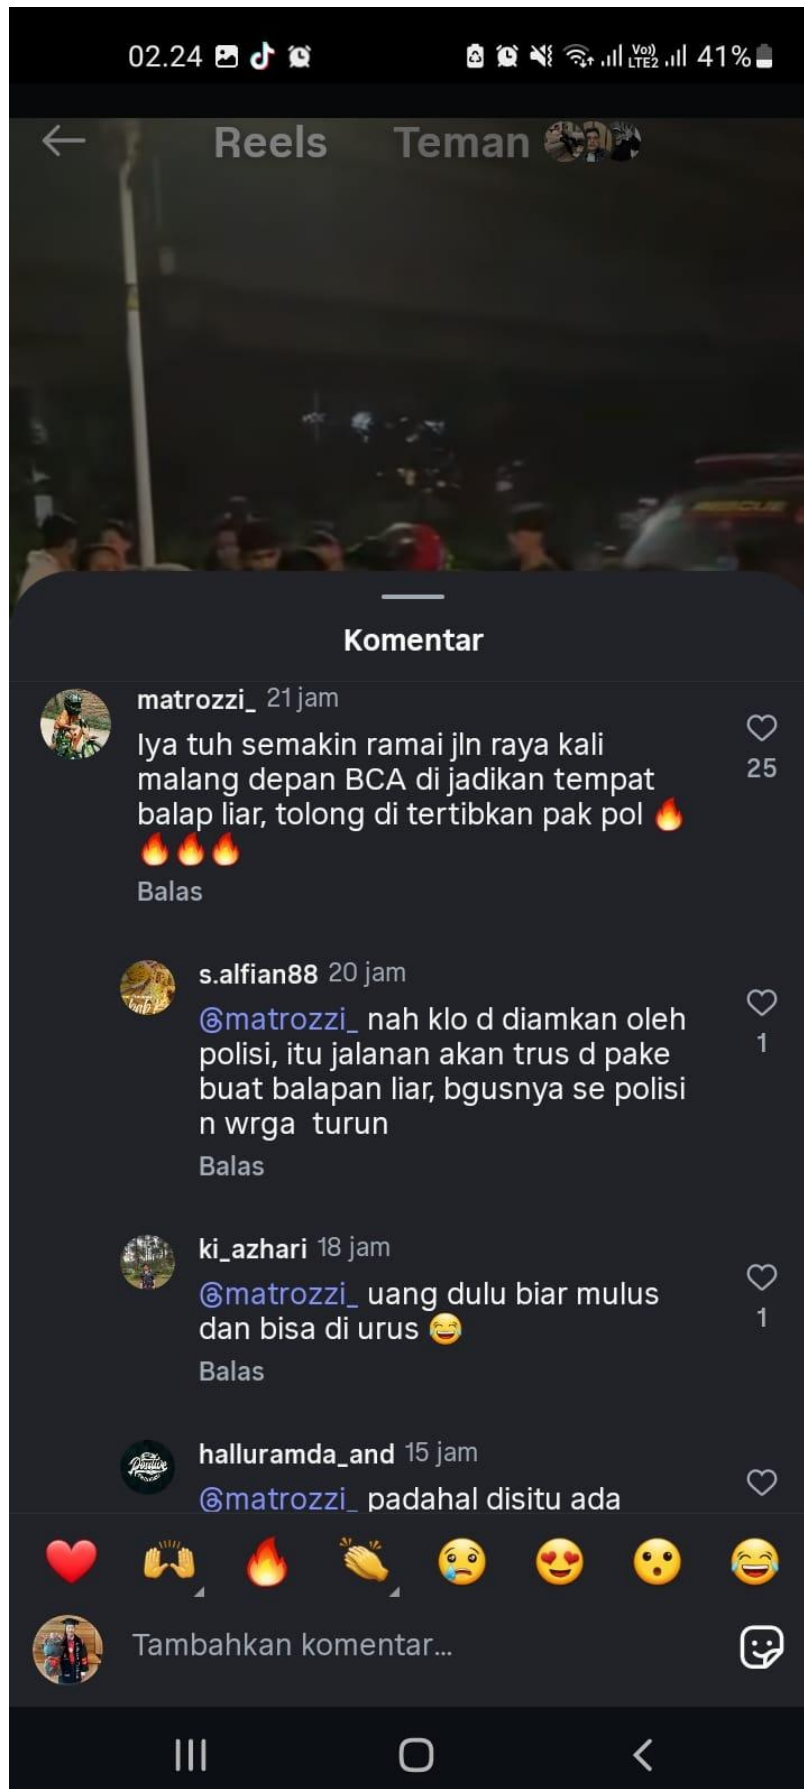 02.24
Vo))
LTE2
41%
Reels Teman
RESCUE
Komentar
matrozzi_ 21 jam
Iya tuh semakin ramai jln raya kali
malang depan BCA di jadikan tempat
balap liar, tolong di tertibkan pak pol 🔥
🔥🔥🔥
25
Balas
s.alfian88 20 jam
@matrozzi_ nah klo d diamkan oleh
polisi, itu jalanan akan trus d pake
buat balapan liar, bgusnya se polisi
n wrga turun
1
Balas
ki_azhari 18 jam
@matrozzi_ uang dulu biar mulus
dan bisa di urus 😂
1
Balas
halluramda_and 15 jam
@matrozzi_ padahal disitu ada
❤️ 🙌 🔥 👏 😢 😍 😮 😂
Tambahkan komentar...